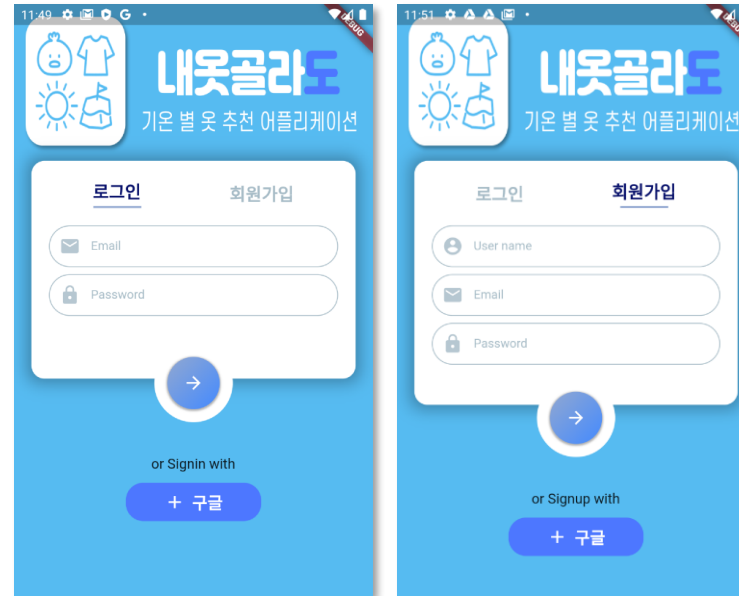 11:49
DEBUG
내옷골라도
기온 별 옷 추천 어플리케이션
로그인 회원가입
Email
Password
or Signin with
+ 구글
11:51
DEBU
내옷골라도
기온 별 옷 추천 어플리케이션
로그인 회원가입
User name
Email
Password
or Signup with
+ 구글